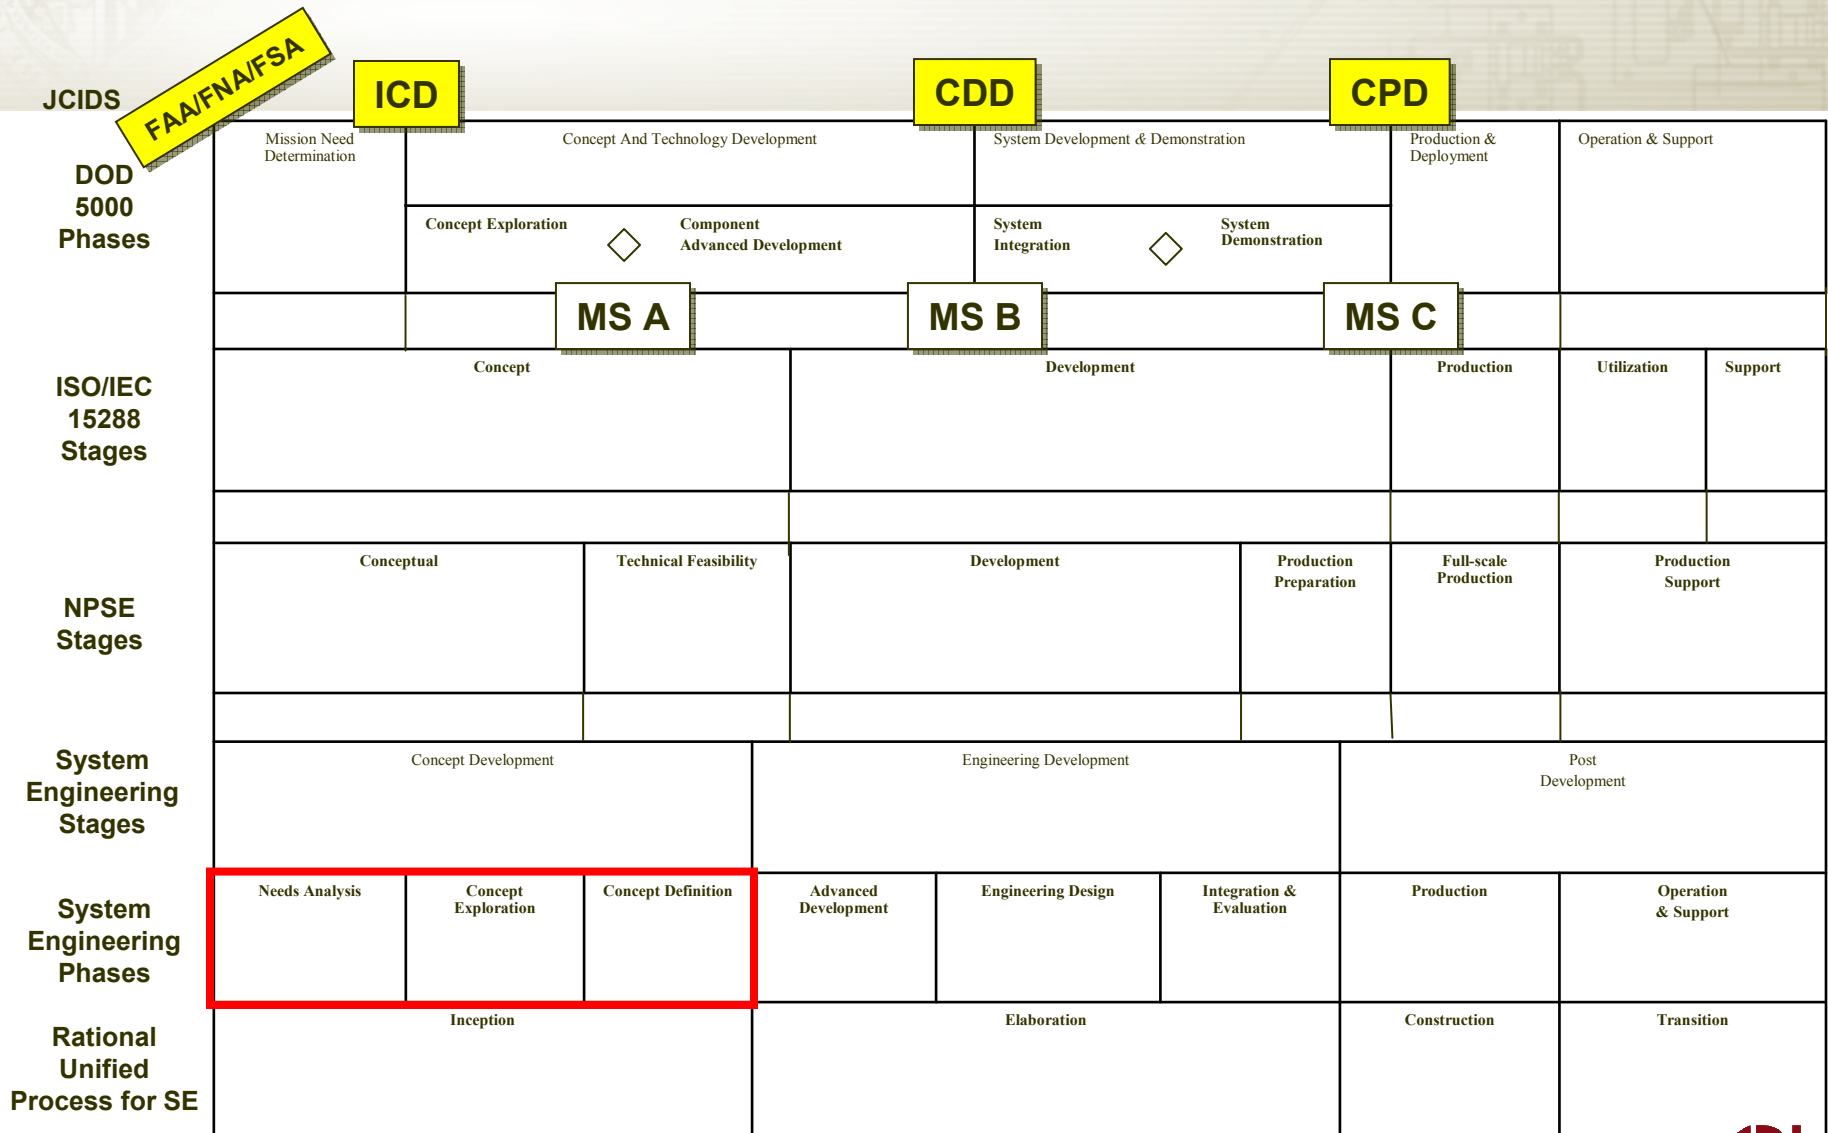 FAA/FNA/FSA
JCIDS
ICD
CDD
CPD
DOD
5000
Phases
Mission Need
Determination
Concept And Technology Development
System Development & Demonstration
Production &
Deployment
Operation & Support
Concept Exploration
Component
Advanced Development
System
Integration
System
Demonstration
MS A
MS B
MS C
ISO/IEC
15288
Stages
Concept
Development
Production
Utilization
Support
NPSE
Stages
Conceptual
Technical Feasibility
Development
Production
Preparation
Full-scale
Production
Production
Support
System
Engineering
Stages
Concept Development
Engineering Development
Post
Development
System
Engineering
Phases
Needs Analysis
Concept
Exploration
Concept Definition
Advanced
Development
Engineering Design
Integration &
Evaluation
Production
Operation
& Support
Rational
Unified
Process for SE
Inception
Elaboration
Construction
Transition